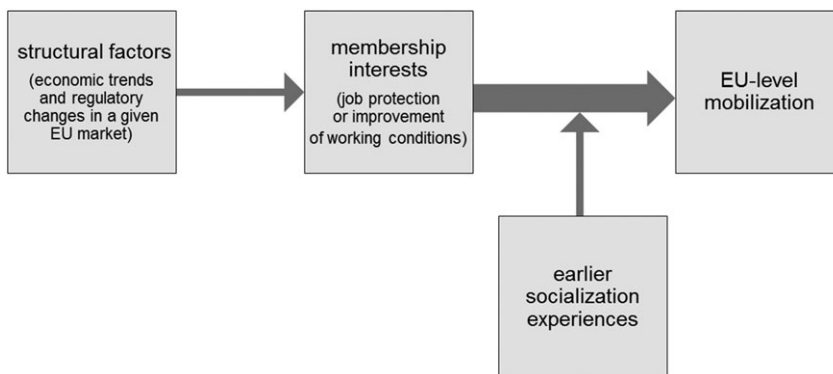 structural factors
(economic trends
and regulatory
changes in a given
EU market)
membership
interests
(job protection
or improvement
of working conditions)
EU-level
mobilization
earlier
socialization
experiences